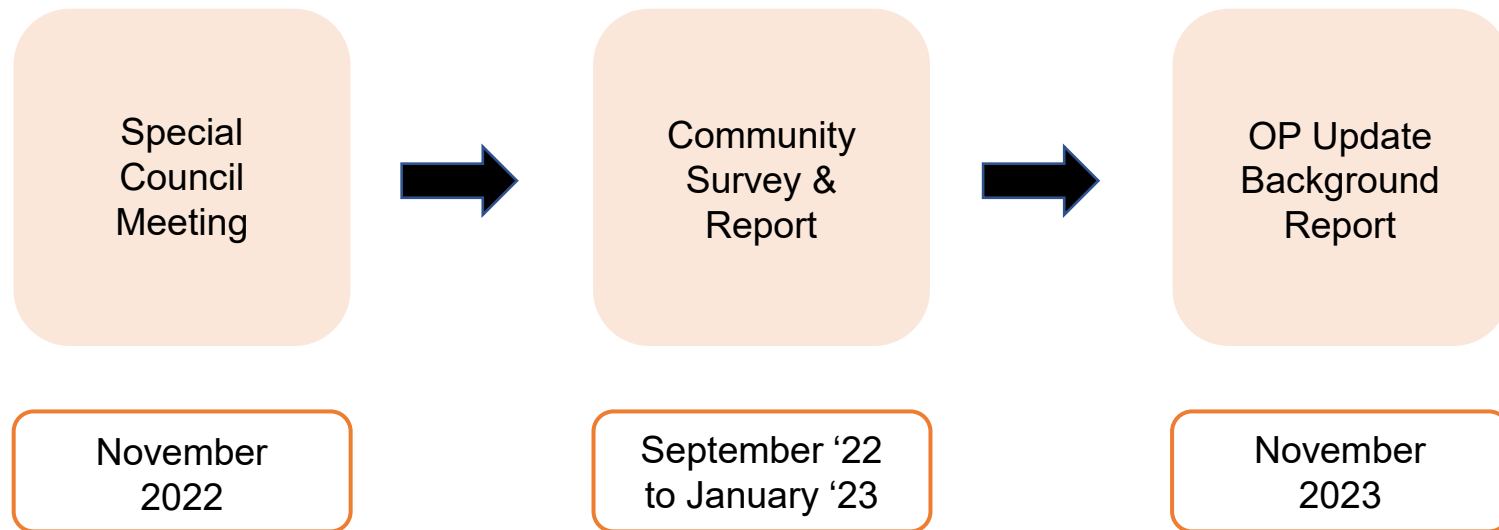 Special
Council
Meeting
Community
Survey &
Report
OP Update
Background
Report
November
2022
September ‘22
to January ‘23
November
2023